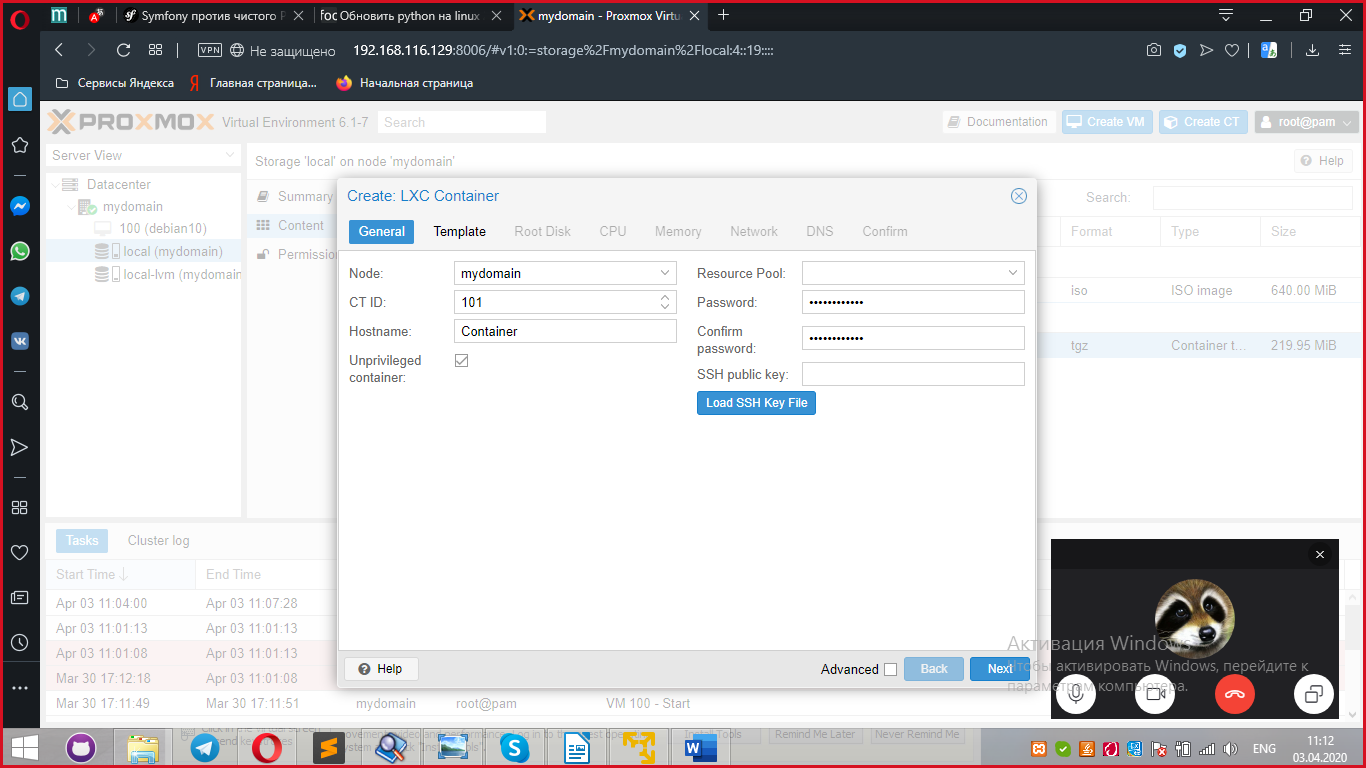 Symfony против чистого P
Обновить python на linux
mydomain - Proxmox Virtu
VPN Не защищено 192.168.116.129:8006/#v1:0:=storage%2Fmydomain%2Flocal:4::19::::
Сервисы Яндекса Главная страница... Начальная страница
PROXMOX Virtual Environment 6.1-7 Search Documentation Create VM Create CT root@pam
Server View
Storage 'local' on node 'mydomain' Help
Datacenter
mydomain
100 (debian10)
local (mydomain)
local-lvm (mydomain
Summary
Content
Permission
Search:
Format Type Size
iso ISO image 640.00 MiB
tgz Container t... 219.95 MiB
Create: LXC Container
General Template Root Disk CPU Memory Network DNS Confirm
Node: mydomain
CT ID: 101
Hostname: Container
Unprivileged
container:
Resource Pool:
Password: ••••••••••••
Confirm
password: ••••••••••••
SSH public key:
Load SSH Key File
Help Advanced Back Next
Tasks Cluster log
Start Time End Time
Apr 03 11:04:00 Apr 03 11:07:28
Apr 03 11:01:13 Apr 03 11:01:13
Apr 03 11:01:08 Apr 03 11:01:13
Mar 30 17:12:18 Apr 03 11:01:08
Mar 30 17:11:49 Mar 30 17:11:51 mydomain root@pam VM 100 - Start
Активация Windows
Чтобы активировать Windows, перейдите к
параметрам компьютера.
Remind Me Later Never Remind Me
ENG
11:12
03.04.2020